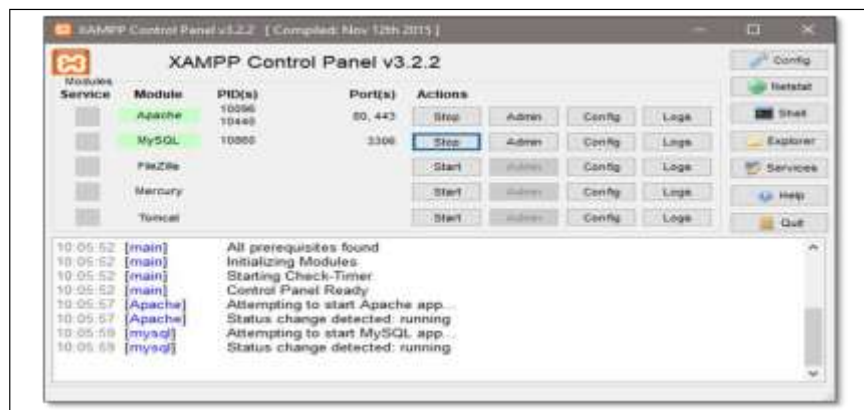 XAMPP Control Panel v3.2.2 [ Compiled: Nov 12th 2015 ]
XAMPP Control Panel v3.2.2
Config
Modules
Service Module PID(s) Port(s) Actions
Netstat
Apache 10096 10440 80, 443 Stop Admin Config Logs
Shell
MySQL 10860 3306 Stop Admin Config Logs
Explorer
FileZilla Start Admin Config Logs
Services
Mercury Start Admin Config Logs
Help
Tomcat Start Admin Config Logs
Quit
10:05:52 [main] All prerequisites found
10:05:52 [main] Initializing Modules
10:05:52 [main] Starting Check-Timer
10:05:52 [main] Control Panel Ready
10:05:57 [Apache] Attempting to start Apache app...
10:05:57 [Apache] Status change detected: running
10:05:59 [mysql] Attempting to start MySQL app...
10:05:59 [mysql] Status change detected: running